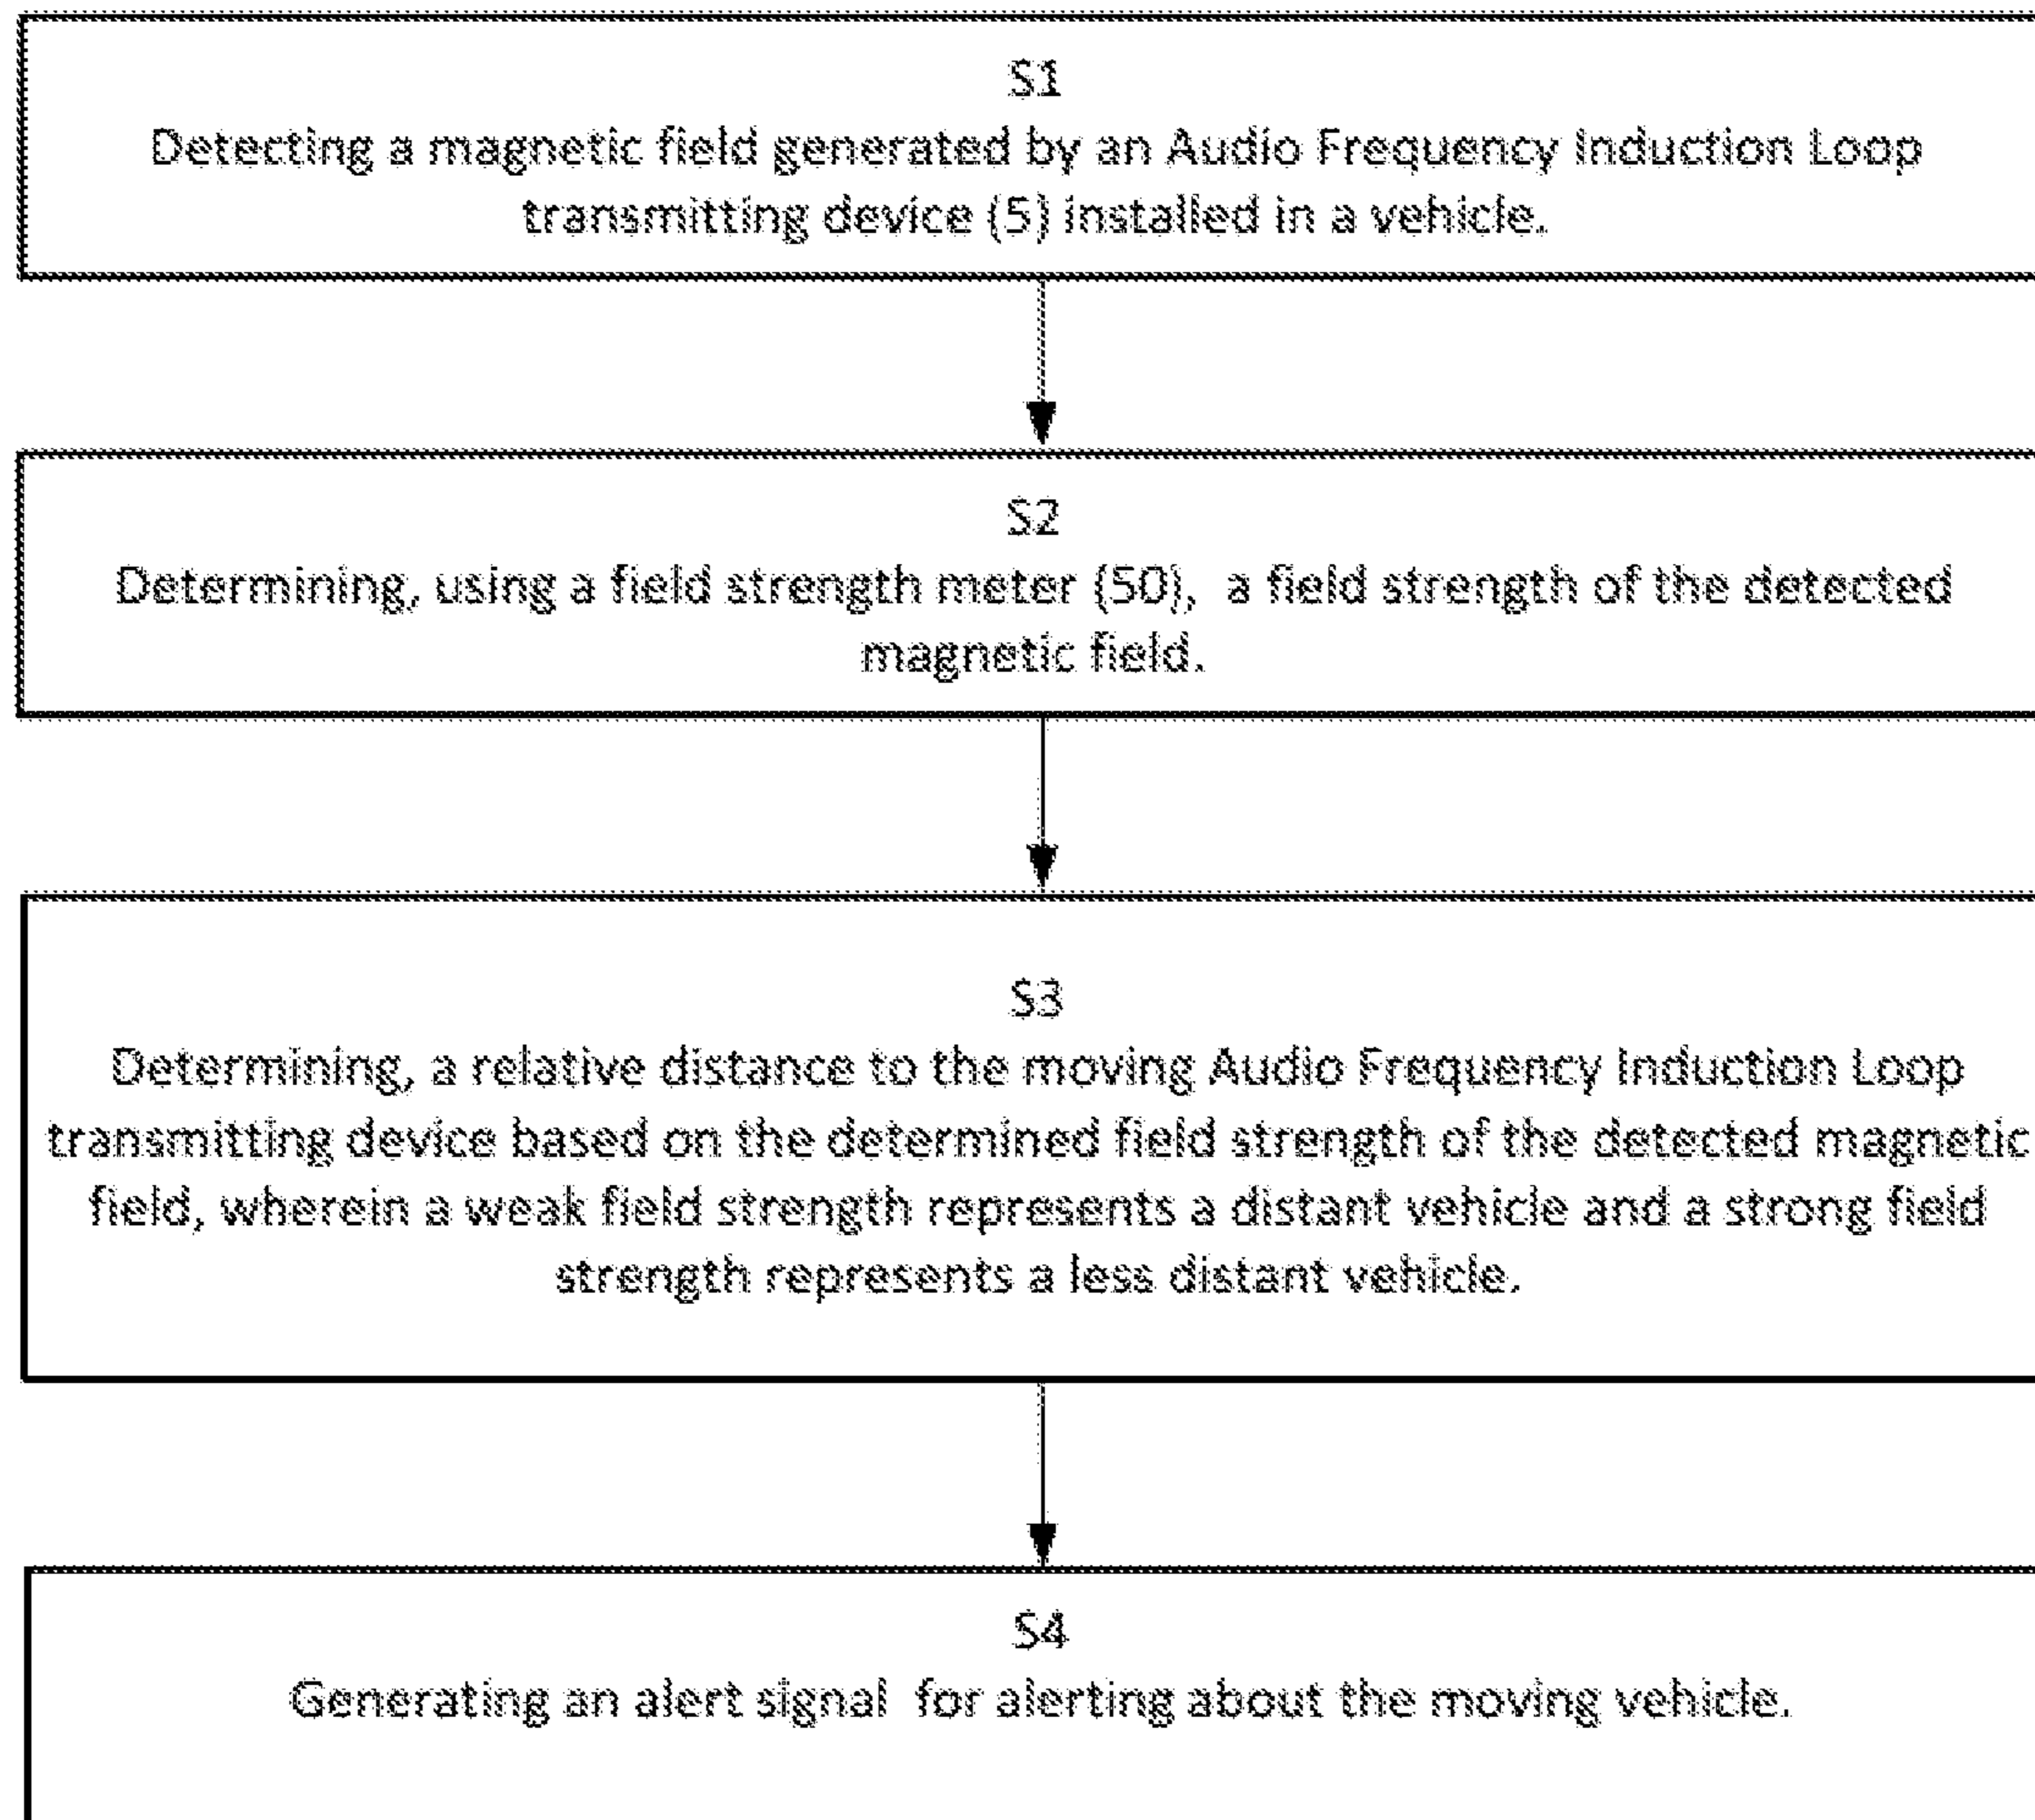 S1
Detecting a magnetic field generated by an Audio Frequency Induction Loop
transmitting device (5) installed in a vehicle.
S2
Determining, using a field strength meter (50), a field strength of the detected
magnetic field.
S3
Determining, a relative distance to the moving Audio Frequency Induction Loop
transmitting device based on the determined field strength of the detected magnetic
field, wherein a weak field strength represents a distant vehicle and a strong field
strength represents a less distant vehicle.
S4
Generating an alert signal for alerting about the moving vehicle.